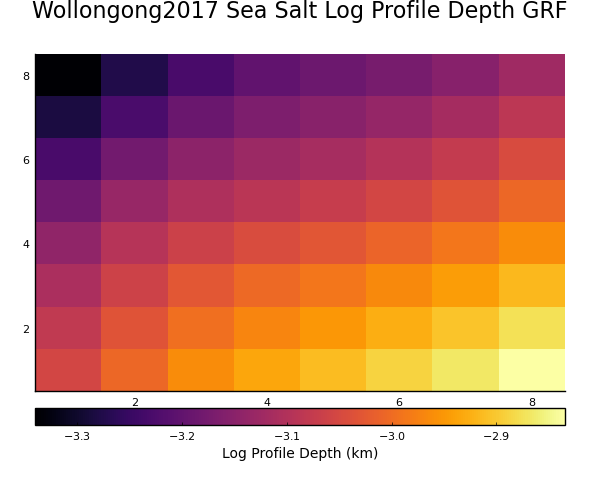 Wollongong2017 Sea Salt Log Profile Depth GRF
8
6
4
2
2 4 6 8
−3.3 −3.2 −3.1 −3.0 −2.9
Log Profile Depth (km)